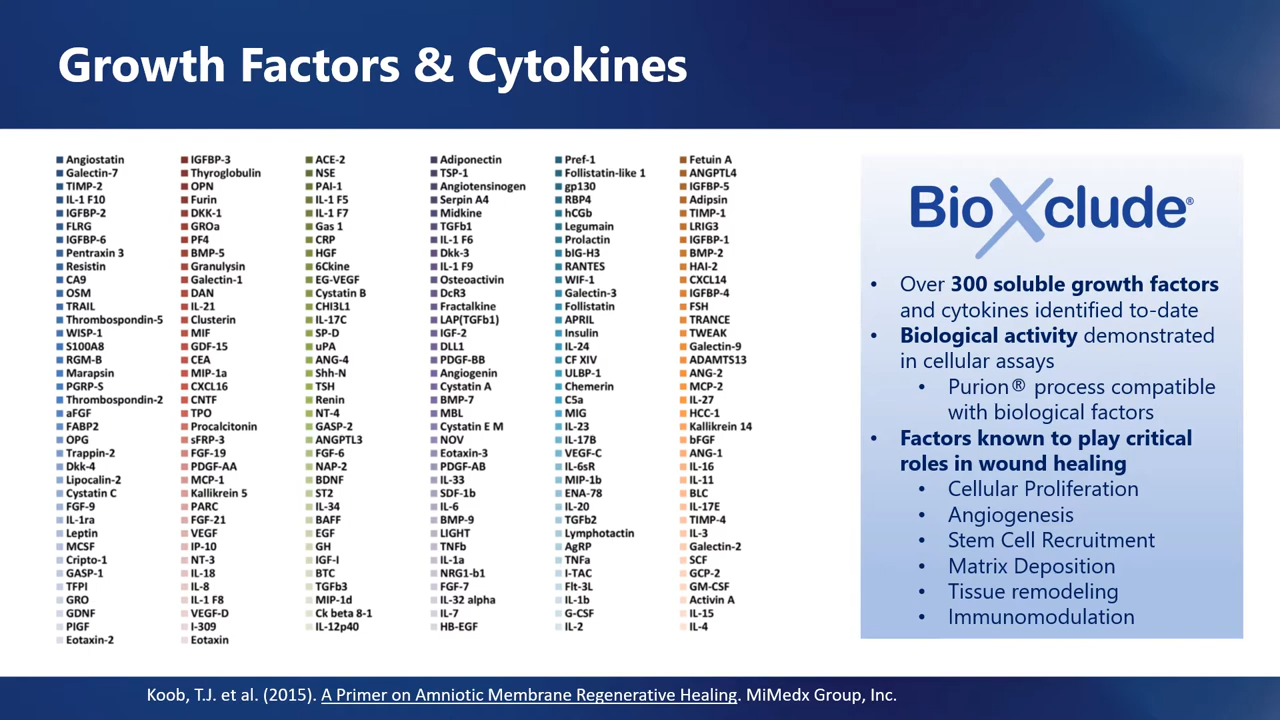 Growth Factors & Cytokines
Angiostatin
Galectin-7
TIMP-2
IL-1 F10
IGFBP-2
FLRG
IGFBP-6
Pentraxin 3
Resistin
CA9
OSM
TRAIL
Thrombospondin-5
WISP-1
S100A8
RGM-B
Marapsin
PGRP-S
Thrombospondin-2
aFGF
FABP2
OPG
Trappin-2
Dkk-4
Lipocalin-2
Cystatin C
FGF-9
IL-1ra
Leptin
MCSF
Cripto-1
GASP-1
TFPI
GRO
GDNF
PlGF
Eotaxin-2
IGFBP-3
Thyroglobulin
OPN
Furin
DKK-1
GROa
PF4
BMP-5
Granulysin
Galectin-1
DAN
IL-21
Clusterin
MIF
GDF-15
CEA
MIP-1a
CXCL16
CNTF
TPO
Procalcitonin
sFRP-3
FGF-19
PDGF-AA
MCP-1
Kallikrein 5
PARC
FGF-21
VEGF
IP-10
NT-3
IL-18
IL-8
IL-1 F8
VEGF-D
I-309
Eotaxin
ACE-2
NSE
PAI-1
IL-1 F5
IL-1 F7
Gas 1
CRP
HGF
6Ckine
EG-VEGF
Cystatin B
CHI3L1
IL-17C
SP-D
uPA
ANG-4
Shh-N
TSH
Renin
NT-4
GASP-2
ANGPTL3
FGF-6
NAP-2
BDNF
ST2
IL-34
BAFF
EGF
GH
IGF-I
BTC
TGFb3
MIP-1d
Ck beta 8-1
IL-12p40
Adiponectin
TSP-1
Angiotensinogen
Serpin A4
Midkine
TGFb1
IL-1 F6
Dkk-3
IL-1 F9
Osteoactivin
DcR3
Fractalkine
LAP(TGFb1)
IGF-2
DLL1
PDGF-BB
Angiogenin
Cystatin A
BMP-7
MBL
Cystatin E M
NOV
Eotaxin-3
PDGF-AB
IL-33
SDF-1b
IL-6
BMP-9
LIGHT
TNFb
IL-1a
NRG1-b1
FGF-7
IL-32 alpha
IL-7
HB-EGF
Pref-1
Follistatin-like 1
gp130
RBP4
hCGb
Legumain
Prolactin
bIG-H3
RANTES
WIF-1
Galectin-3
Follistatin
APRIL
Insulin
IL-24
CF XIV
ULBP-1
Chemerin
C5a
MIG
IL-23
IL-17B
VEGF-C
IL-6sR
MIP-1b
ENA-78
IL-20
TGFb2
Lymphotactin
AgRP
TNFa
I-TAC
Flt-3L
IL-1b
G-CSF
IL-2
Fetuin A
ANGPTL4
IGFBP-5
Adipsin
TIMP-1
LRIG3
IGFBP-1
BMP-2
HAI-2
CXCL14
IGFBP-4
FSH
TRANCE
TWEAK
Galectin-9
ADAMTS13
ANG-2
MCP-2
IL-27
HCC-1
Kallikrein 14
bFGF
ANG-1
IL-16
IL-11
BLC
IL-17E
TIMP-4
IL-3
Galectin-2
SCF
GCP-2
GM-CSF
Activin A
IL-15
IL-4
BioXclude®
• Over 300 soluble growth factors
and cytokines identified to-date
• Biological activity demonstrated
in cellular assays
• Purion® process compatible
with biological factors
• Factors known to play critical
roles in wound healing
• Cellular Proliferation
• Angiogenesis
• Stem Cell Recruitment
• Matrix Deposition
• Tissue remodeling
• Immunomodulation
Koob, T.J. et al. (2015). A Primer on Amniotic Membrane Regenerative Healing. MiMedx Group, Inc.